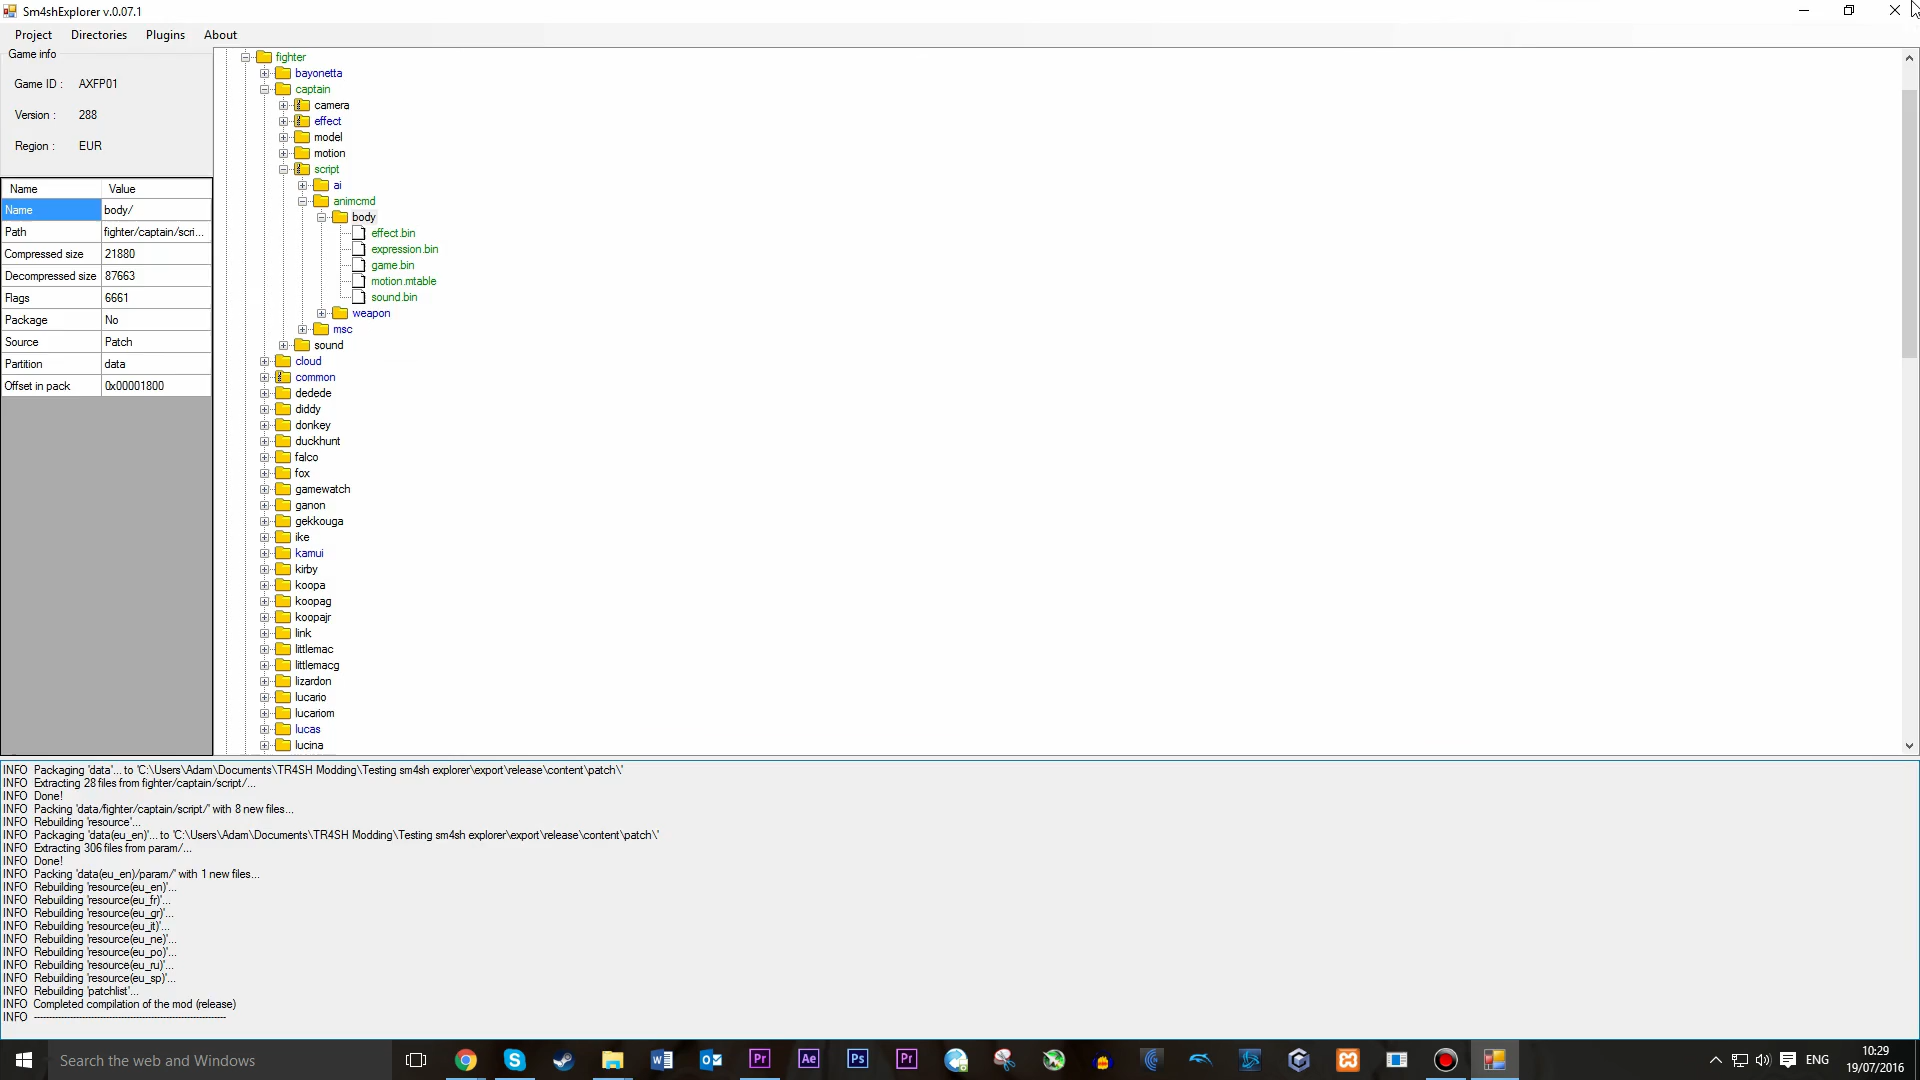 Sm4shExplorer v.0.07.1
Project Directories Plugins About
Game info
Game ID : AXFP01
Version : 288
Region : EUR
Name Value
Name body/
Path fighter/captain/scri...
Compressed size 21880
Decompressed size 87663
Flags 6661
Package No
Source Patch
Partition data
Offset in pack 0x00001800
fighter
bayonetta
captain
camera
effect
model
motion
script
ai
animcmd
body
effect.bin
expression.bin
game.bin
motion.mtable
sound.bin
weapon
msc
sound
cloud
common
dedede
diddy
donkey
duckhunt
falco
fox
gamewatch
ganon
gekkouga
ike
kamui
kirby
koopa
koopag
koopajr
link
littlemac
littlemacg
lizardon
lucario
lucariom
lucas
lucina
INFO Packaging 'data'... to 'C:\Users\Adam\Documents\TR4SH Modding\Testing sm4sh explorer\export\release\content\patch\'
INFO Extracting 28 files from fighter/captain/script/...
INFO Done!
INFO Packing 'data/fighter/captain/script/' with 8 new files...
INFO Rebuilding 'resource'...
INFO Packaging 'data(eu_en)'... to 'C:\Users\Adam\Documents\TR4SH Modding\Testing sm4sh explorer\export\release\content\patch\'
INFO Extracting 306 files from param/...
INFO Done!
INFO Packing 'data(eu_en)/param/' with 1 new files...
INFO Rebuilding 'resource(eu_en)'...
INFO Rebuilding 'resource(eu_fr)'...
INFO Rebuilding 'resource(eu_gr)'...
INFO Rebuilding 'resource(eu_it)'...
INFO Rebuilding 'resource(eu_ne)'...
INFO Rebuilding 'resource(eu_po)'...
INFO Rebuilding 'resource(eu_ru)'...
INFO Rebuilding 'resource(eu_sp)'...
INFO Rebuilding 'patchlist'...
INFO Completed compilation of the mod (release)
INFO ----------------------------------------------------------------
Search the web and Windows
Pr Ae Ps Pr
ENG
10:29
19/07/2016